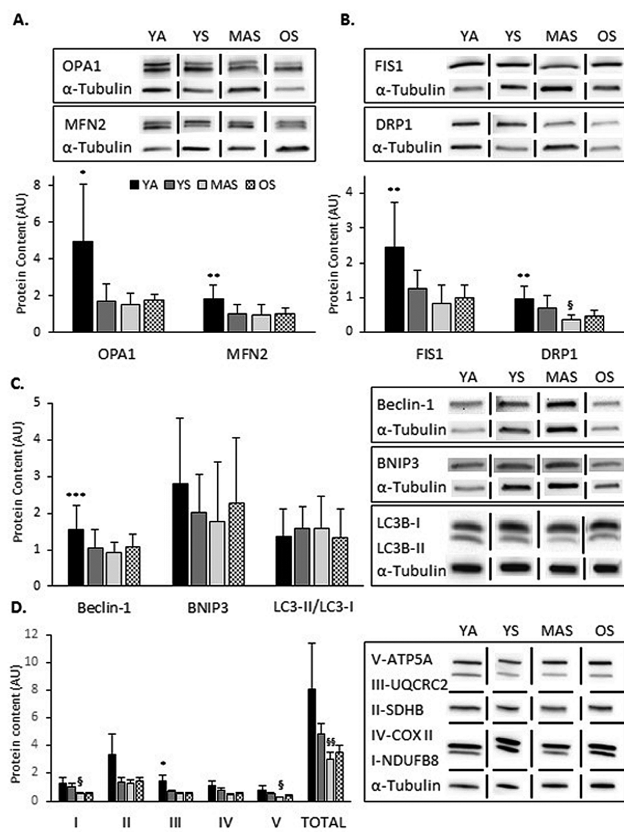 A.
YA YS MAS OS
OPA1
α-Tubulin
MFN2
α-Tubulin
Protein Content (AU)
8
6
4
2
0
YA YS MAS OS
*
**
OPA1 MFN2
B.
YA YS MAS OS
FIS1
α-Tubulin
DRP1
α-Tubulin
Protein Content (AU)
4
3
2
1
0
**
**
§
FIS1 DRP1
C.
Protein Content (AU)
5
4
3
2
1
0
***
Beclin-1 BNIP3 LC3-II/LC3-I
YA YS MAS OS
Beclin-1
α-Tubulin
BNIP3
α-Tubulin
LC3B-I
LC3B-II
α-Tubulin
D.
Protein content (AU)
12
10
8
6
4
2
0
§
*
§
§§
I II III IV V TOTAL
YA YS MAS OS
V-ATP5A
III-UQCRC2
II-SDHB
IV-COX II
I-NDUFB8
α-Tubulin